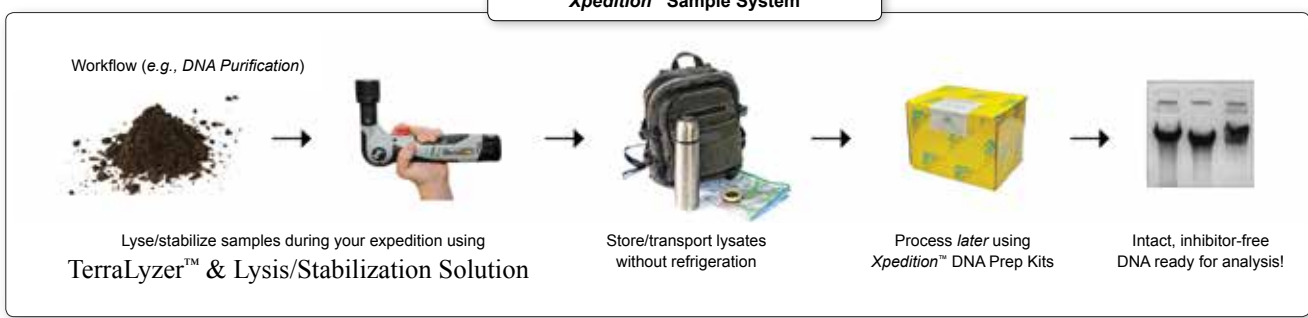 Xpedition™ Sample System
Workflow (e.g., DNA Purification)
Lyse/stabilize samples during your expedition using
TerraLyzer™ & Lysis/Stabilization Solution
Store/transport lysates
without refrigeration
Process later using
Xpedition™ DNA Prep Kits
Intact, inhibitor-free
DNA ready for analysis!